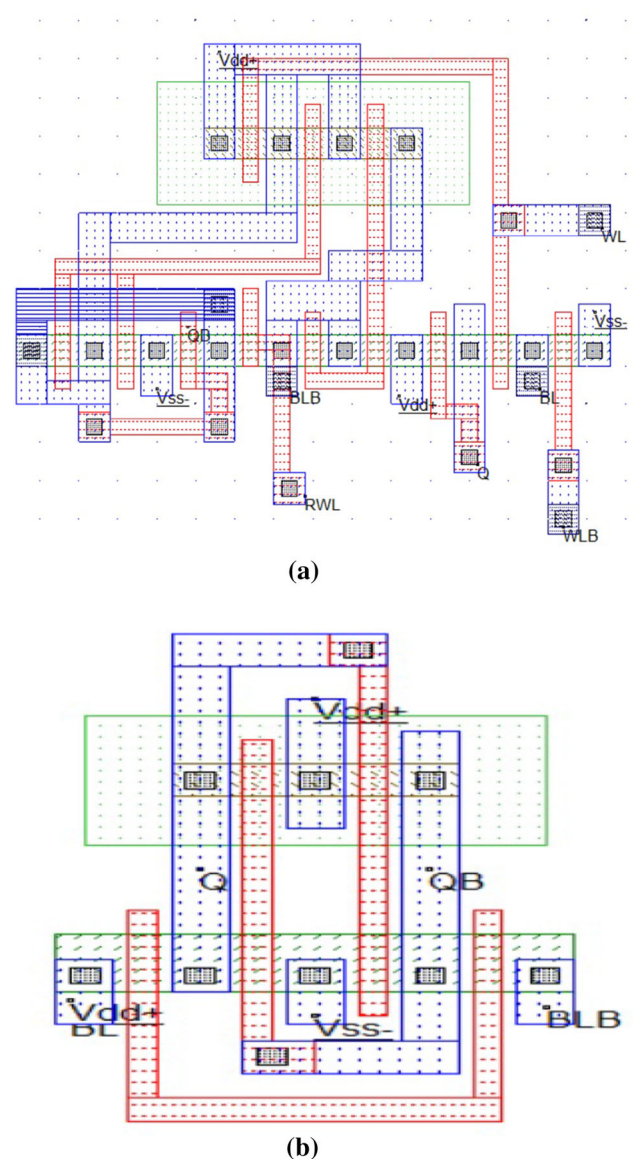 Vdd+
WL
QB
Vss-
Vss-
BLB
Vdd+
BL
Q
RWL
WLB
(a)
Vdd+
Q
QB
Vdd+
BL
Vss-
BLB
(b)